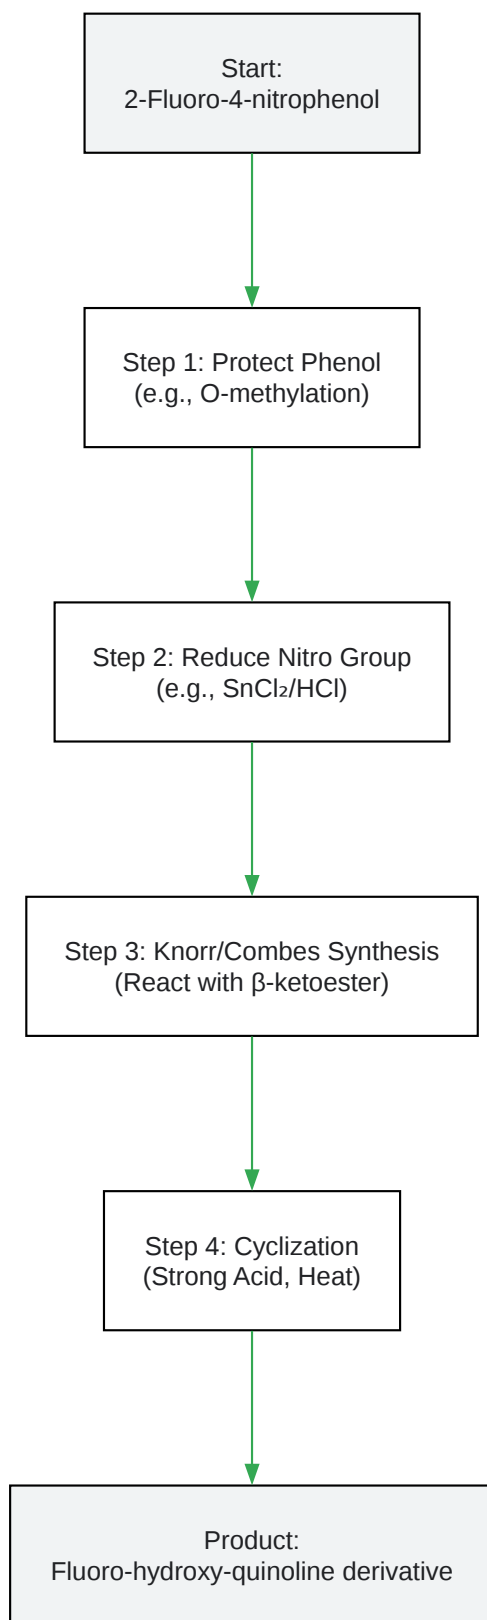 Start:
2-Fluoro-4-nitrophenol
Step 1: Protect Phenol
(e.g., O-methylation)
Step 2: Reduce Nitro Group
(e.g., SnCl₂/HCl)
Step 3: Knorr/Combes Synthesis
(React with β-ketoester)
Step 4: Cyclization
(Strong Acid, Heat)
Product:
Fluoro-hydroxy-quinoline derivative